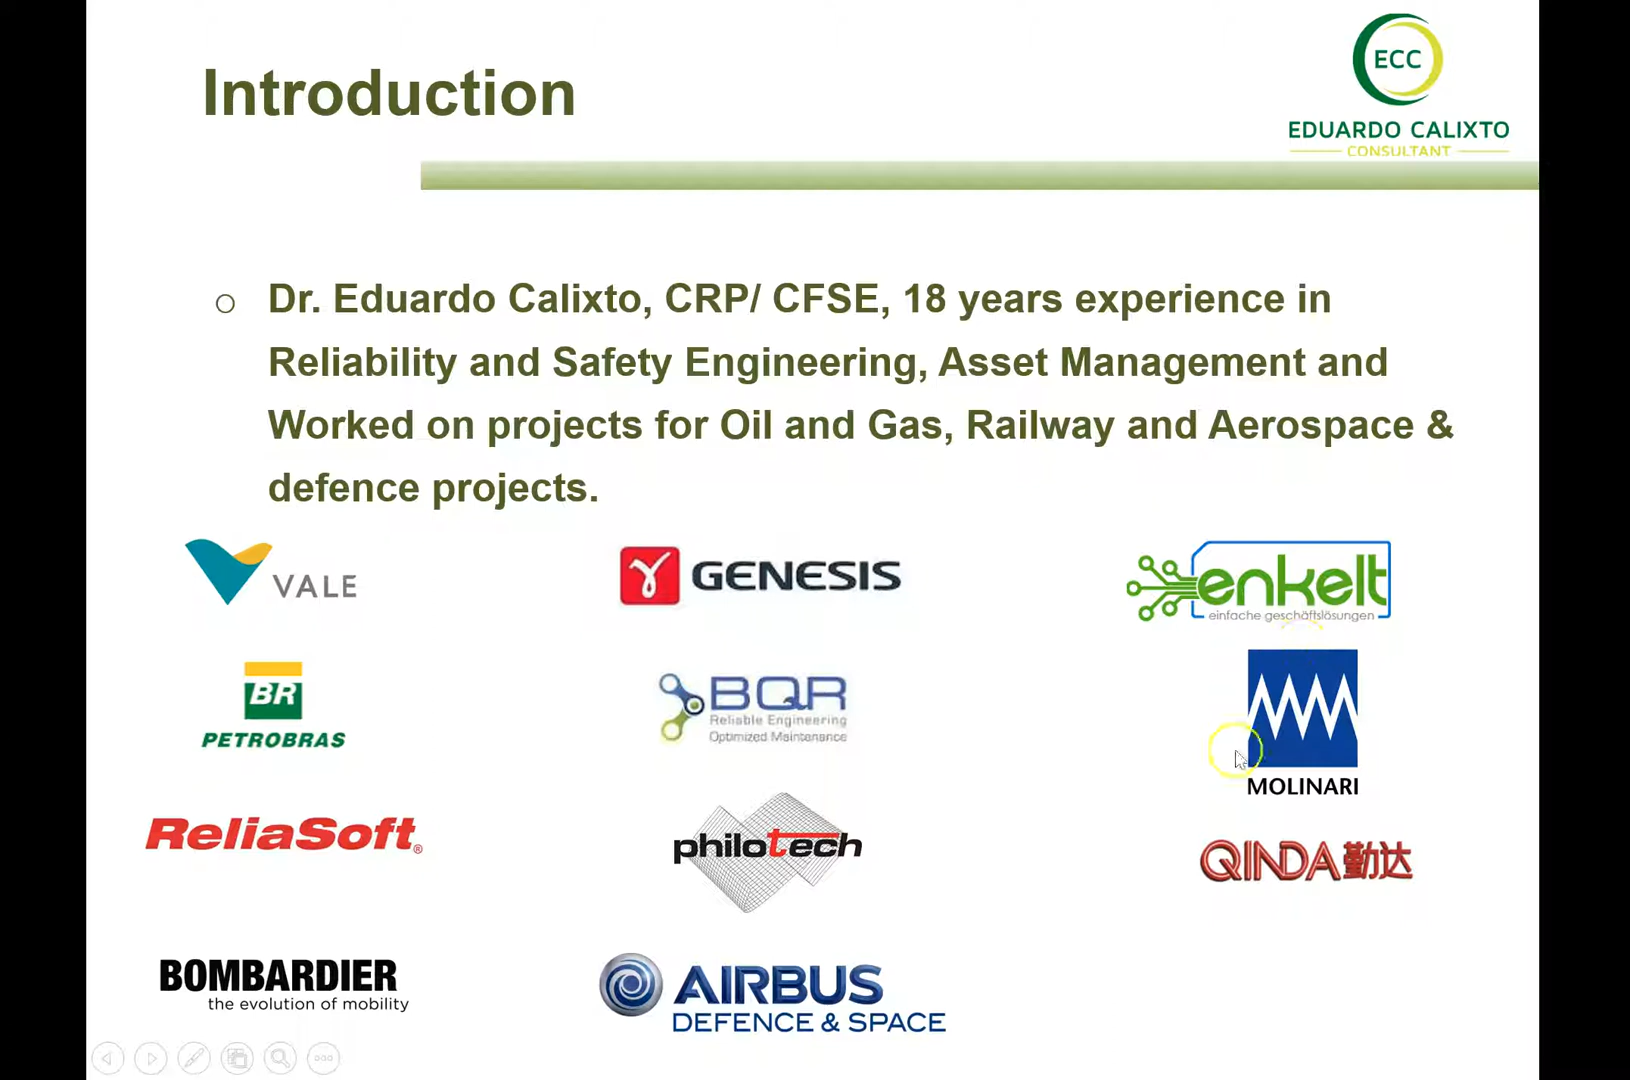 Introduction
ECC
EDUARDO CALIXTO
CONSULTANT
Dr. Eduardo Calixto, CRP/ CFSE, 18 years experience in
Reliability and Safety Engineering, Asset Management and
Worked on projects for Oil and Gas, Railway and Aerospace &
defence projects.
VALE
GENESIS
enkelt
einfache geschäftslösungen
BR
PETROBRAS
BQR
Reliable Engineering
Optimized Maintenance
MOLINARI
ReliaSoft®
philotech
QINDA勤达
BOMBARDIER
the evolution of mobility
AIRBUS
DEFENCE & SPACE